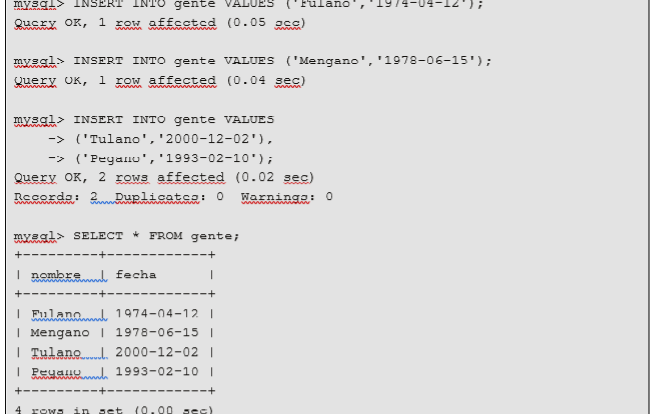 mysql> INSERT INTO gente VALUES ('Fulano','1974-04-12');
Query OK, 1 row affected (0.05 sec)
mysql> INSERT INTO gente VALUES ('Mengano','1978-06-15');
Query OK, 1 row affected (0.04 sec)
mysql> INSERT INTO gente VALUES
-> ('Tulano','2000-12-02'),
-> ('Pegano','1993-02-10');
Query OK, 2 rows affected (0.02 sec)
Records: 2 Duplicates: 0 Warnings: 0
mysql> SELECT * FROM gente;
+---------+------------+
| nombre | fecha |
+---------+------------+
| Fulano | 1974-04-12 |
| Mengano | 1978-06-15 |
| Tulano | 2000-12-02 |
| Pegano | 1993-02-10 |
+---------+------------+
4 rows in set (0.00 sec)